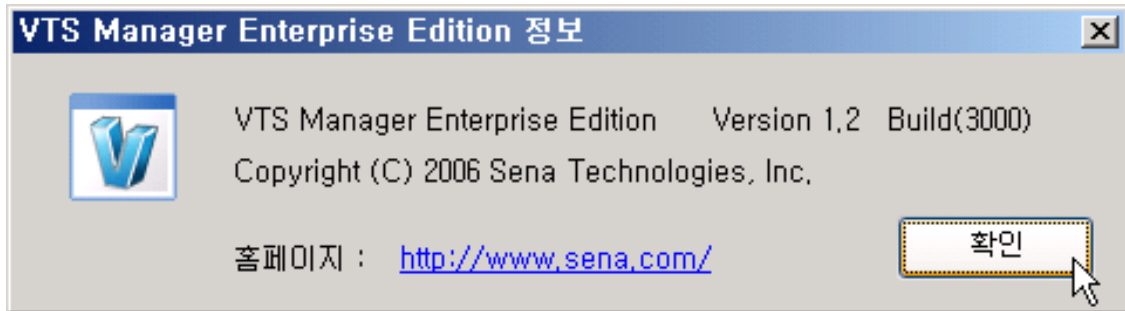 VTS Manager Enterprise Edition 정보
VTS Manager Enterprise Edition Version 1.2 Build(3000)
Copyright (C) 2006 Sena Technologies, Inc.
홈페이지 : http://www.sena.com/
확인